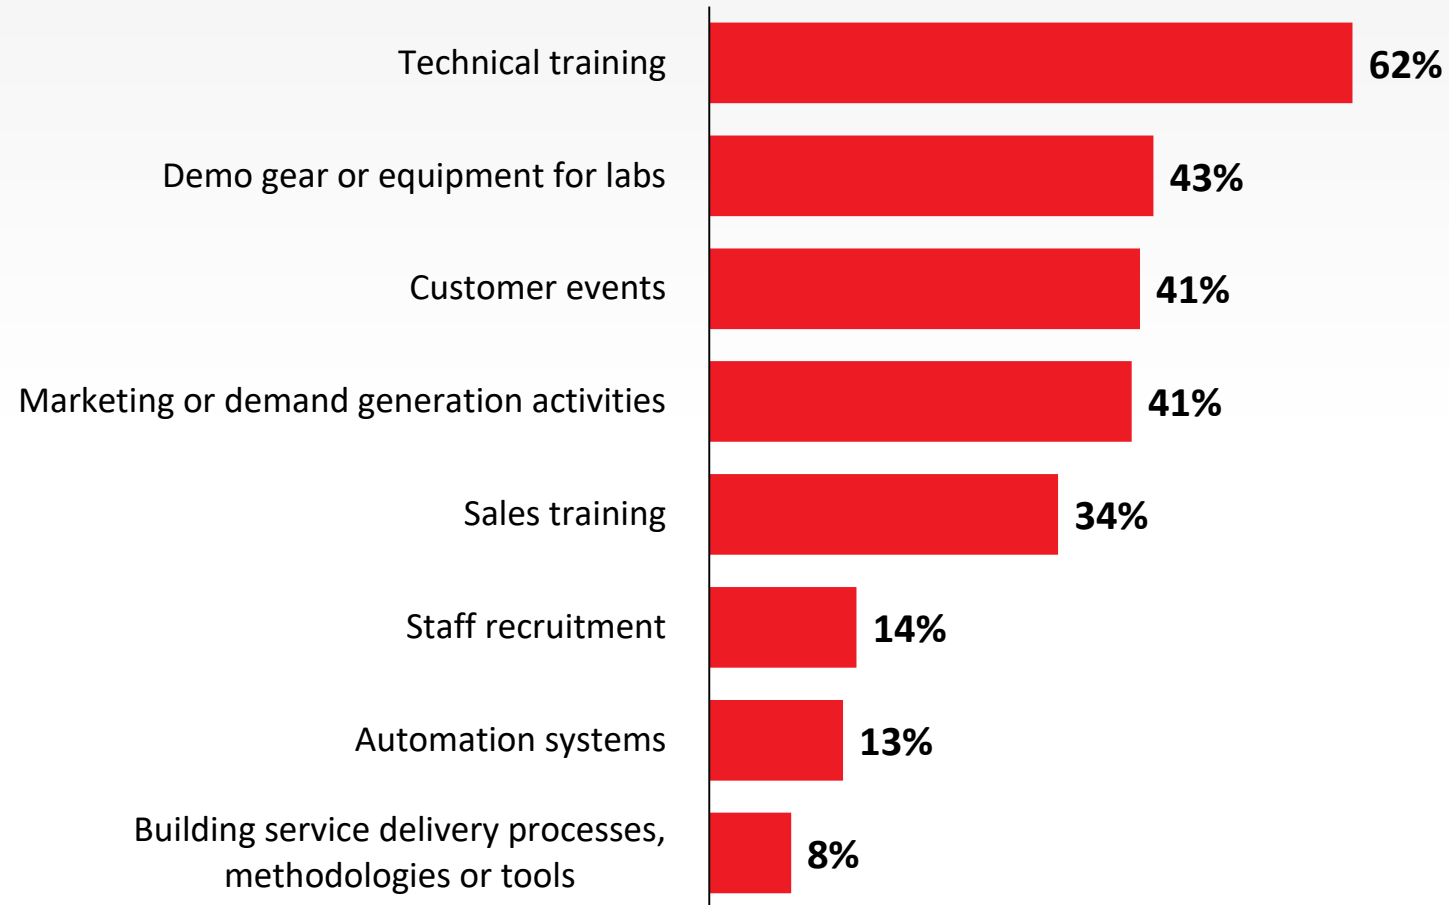 Technical training 62%
Demo gear or equipment for labs 43%
Customer events 41%
Marketing or demand generation activities 41%
Sales training 34%
Staff recruitment 14%
Automation systems 13%
Building service delivery processes,
methodologies or tools 8%